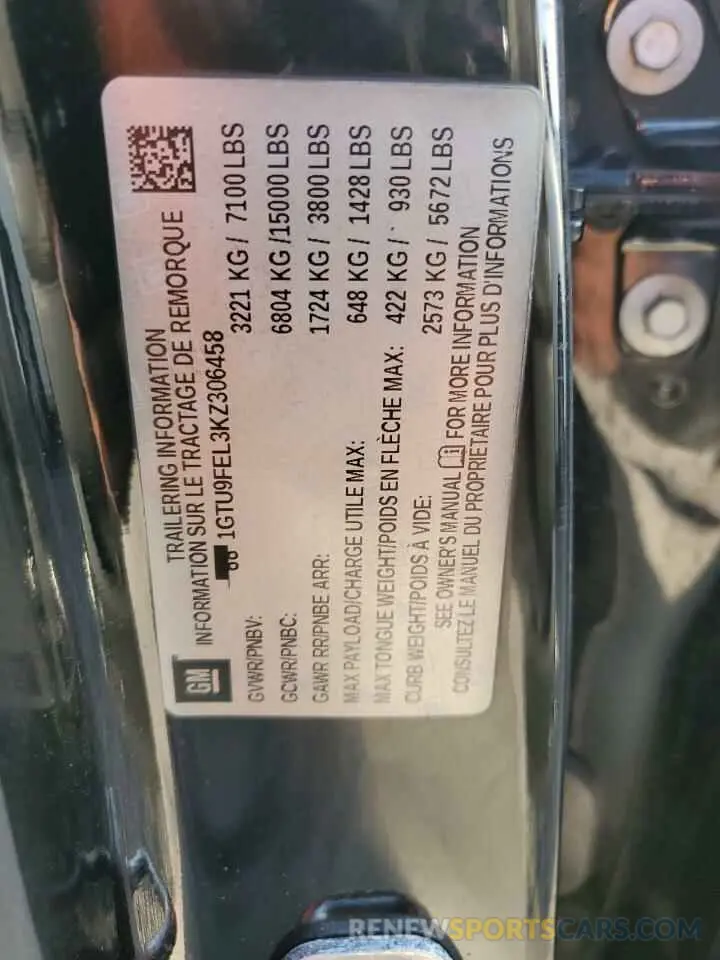 TRAILERING INFORMATION
INFORMATION SUR LE TRACTAGE DE REMORQUE
1GTU9FEL3KZ306458
GM
GVWR/PNBV: 3221 KG / 7100 LBS
GCWR/PNBC: 6804 KG /15000 LBS
GAWR RR/PNBE ARR: 1724 KG / 3800 LBS
MAX PAYLOAD/CHARGE UTILE MAX: 648 KG / 1428 LBS
MAX TONGUE WEIGHT/POIDS EN FLÈCHE MAX: 422 KG / 930 LBS
CURB WEIGHT/POIDS À VIDE: 2573 KG / 5672 LBS
SEE OWNER'S MANUAL FOR MORE INFORMATION
CONSULTEZ LE MANUEL DU PROPRIÉTAIRE POUR PLUS D'INFORMATIONS
RENEWSPORTSCARS.COM